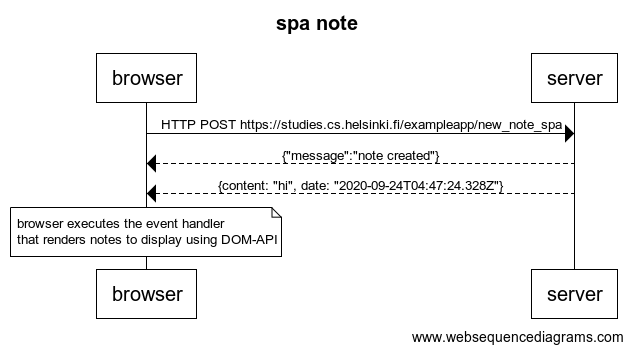 spa note
browser
server
HTTP POST https://studies.cs.helsinki.fi/exampleapp/new_note_spa
{"message":"note created"}
{content: "hi", date: "2020-09-24T04:47:24.328Z"}
browser executes the event handler
that renders notes to display using DOM-API
browser
server
www.websequencediagrams.com